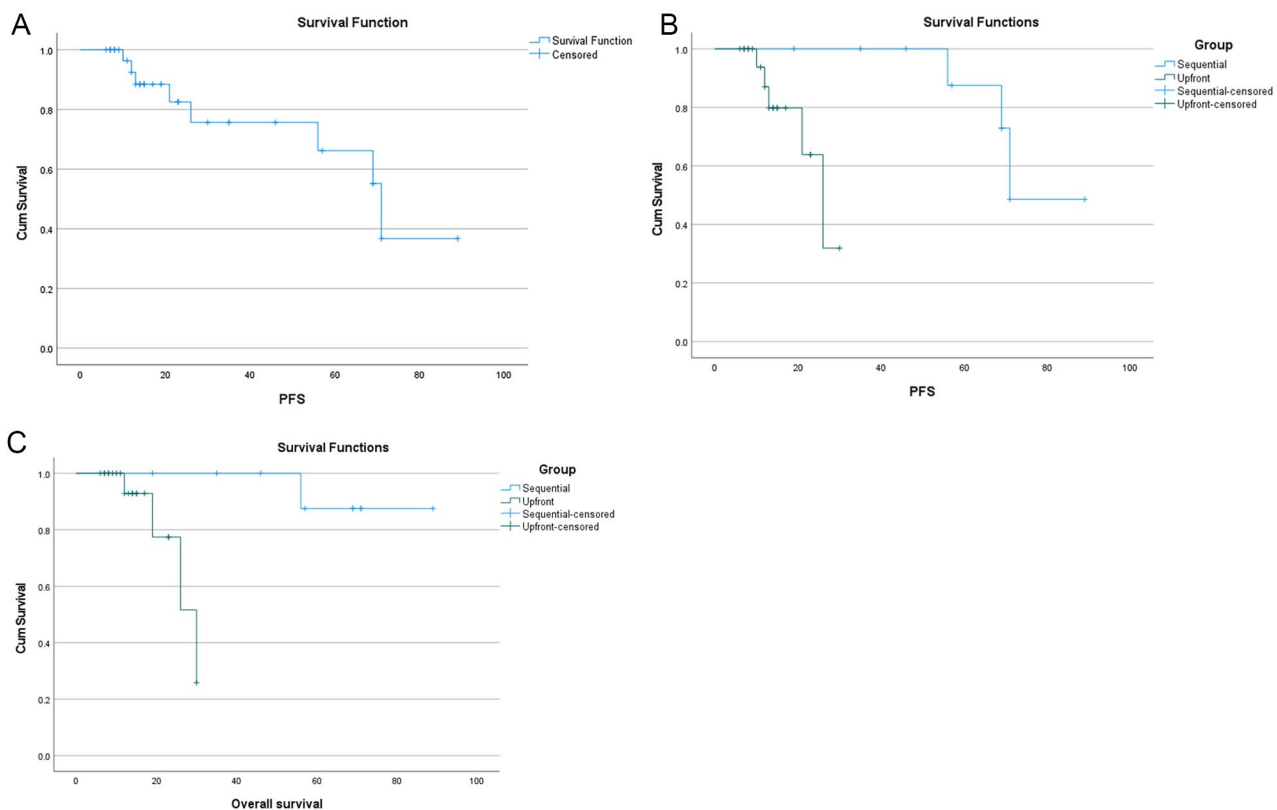 A
Survival Function
Survival Function
Censored
1.0
0.8
0.6
0.4
0.2
0.0
Cum Survival
0 20 40 60 80 100
PFS
B
Survival Functions
Group
Sequential
Upfront
Sequential-censored
Upfront-censored
1.0
0.8
0.6
0.4
0.2
0.0
Cum Survival
0 20 40 60 80 100
PFS
C
Survival Functions
Group
Sequential
Upfront
Sequential-censored
Upfront-censored
1.0
0.8
0.6
0.4
0.2
0.0
Cum Survival
0 20 40 60 80 100
Overall survival